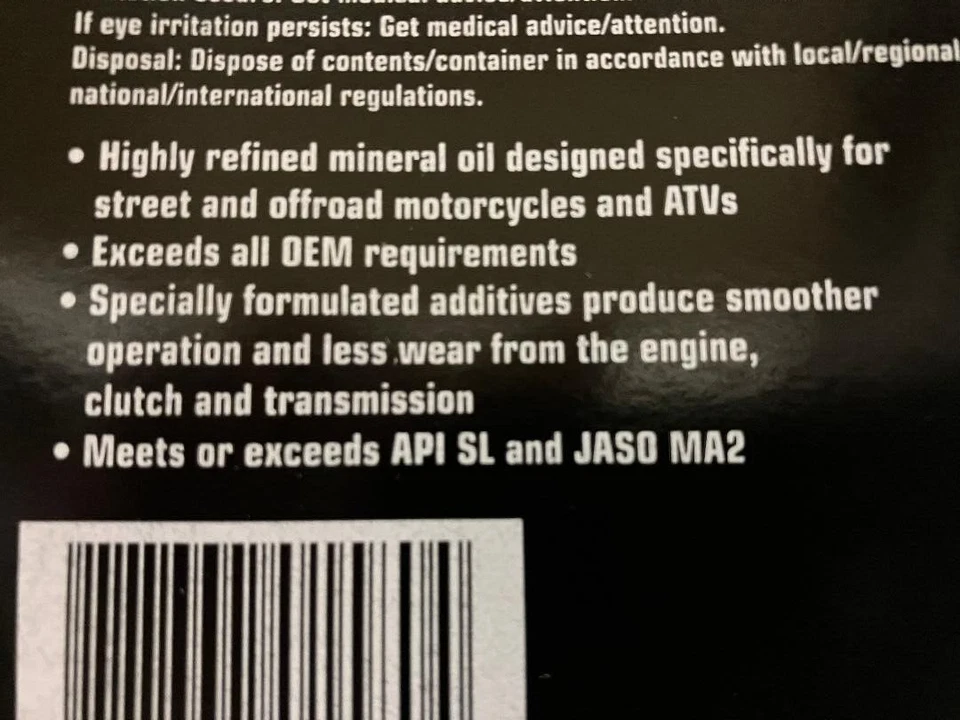 If eye irritation persists: Get medical advice/attention.
Disposal: Dispose of contents/container in accordance with local/regional
national/international regulations.
• Highly refined mineral oil designed specifically for
street and offroad motorcycles and ATVs
• Exceeds all OEM requirements
• Specially formulated additives produce smoother
operation and less wear from the engine,
clutch and transmission
• Meets or exceeds API SL and JASO MA2